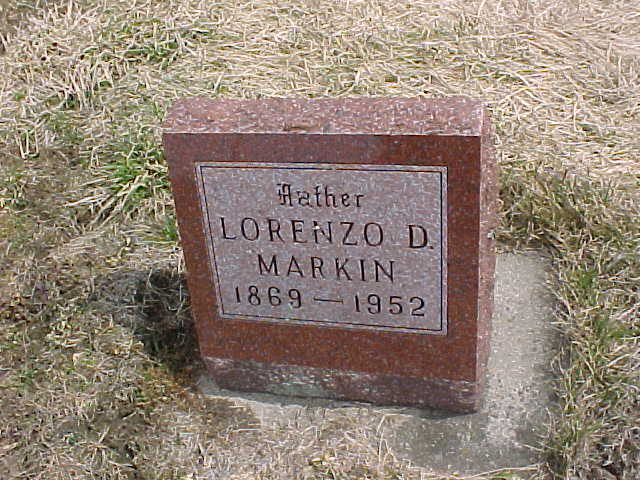 Father
LORENZO D.
MARKIN
1869 — 1952